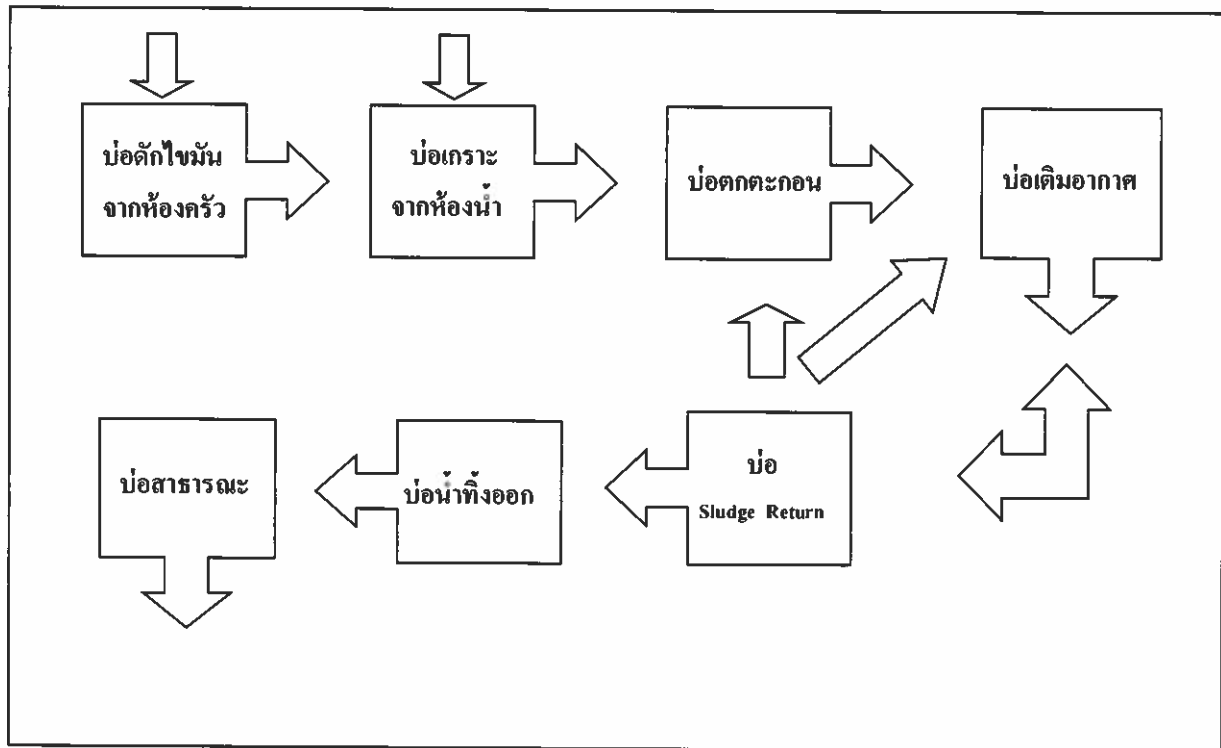 บ่อดักไขมัน
จากห้องครัว
บ่อเกราะ
จากห้องน้ำ
บ่อตกตะกอน
บ่อเติมอากาศ
บ่อสาธารณะ
บ่อน้ำทิ้งออก
บ่อ
Sludge Return